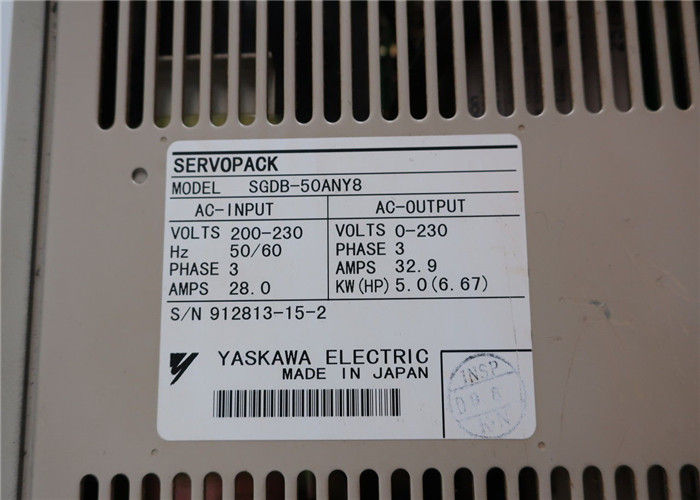 SERVOPACK
MODEL SGDB-50ANY8
AC-INPUT
VOLTS 200-230
Hz 50/60
PHASE 3
AMPS 28.0
AC-OUTPUT
VOLTS 0-230
PHASE 3
AMPS 32.9
KW(HP) 5.0(6.67)
S/N 912813-15-2
YASKAWA ELECTRIC
MADE IN JAPAN
INSP